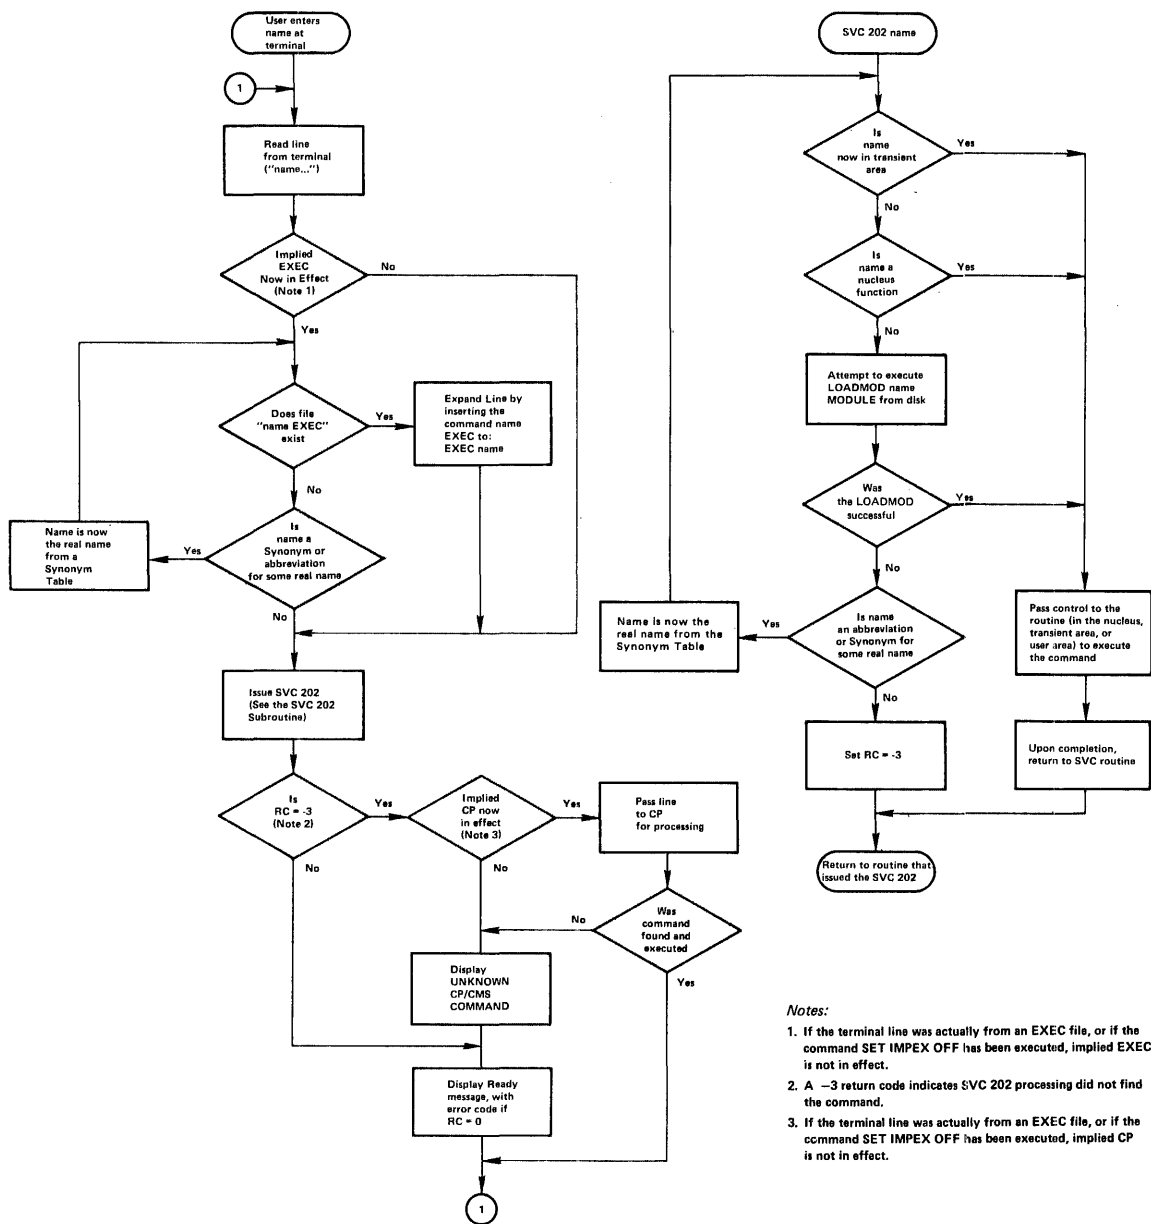 User enters
name at
terminal
1
Read line
from terminal
("name...")
Implied
EXEC
Now in Effect
(Note 1)
No
Yes
Does file
"name EXEC"
exist
Yes
Expand Line by
inserting the
command name
EXEC to:
EXEC name
No
Is
name a
Synonym or
abbreviation
for some real name
Yes
Name is now
the real name
from a
Synonym
Table
No
Issue SVC 202
(See the SVC 202
Subroutine)
Is
RC = -3
(Note 2)
Yes
No
Implied
CP now
in effect
(Note 3)
Yes
No
Pass line
to CP
for processing
Was
command
found and
executed
No
Yes
Display
UNKNOWN
CP/CMS
COMMAND
Display Ready
message, with
error code if
RC = 0
1
SVC 202 name
Is
name
now in transient
area
Yes
No
Is
name a
nucleus
function
Yes
No
Attempt to execute
LOADMOD name
MODULE from disk
Was
the LOADMOD
successful
Yes
No
Is name
an abbreviation
or Synonym for
some real name
Yes
Name is now the
real name from the
Synonym Table
No
Set RC = -3
Pass control to the
routine (in the nucleus,
transient area, or
user area) to execute
the command
Upon completion,
return to SVC routine
Return to routine that
issued the SVC 202
Notes:
1. If the terminal line was actually from an EXEC file, or if the
command SET IMPEX OFF has been executed, implied EXEC
is not in effect.
2. A −3 return code indicates SVC 202 processing did not find
the command.
3. If the terminal line was actually from an EXEC file, or if the
command SET IMPEX OFF has been executed, implied CP
is not in effect.